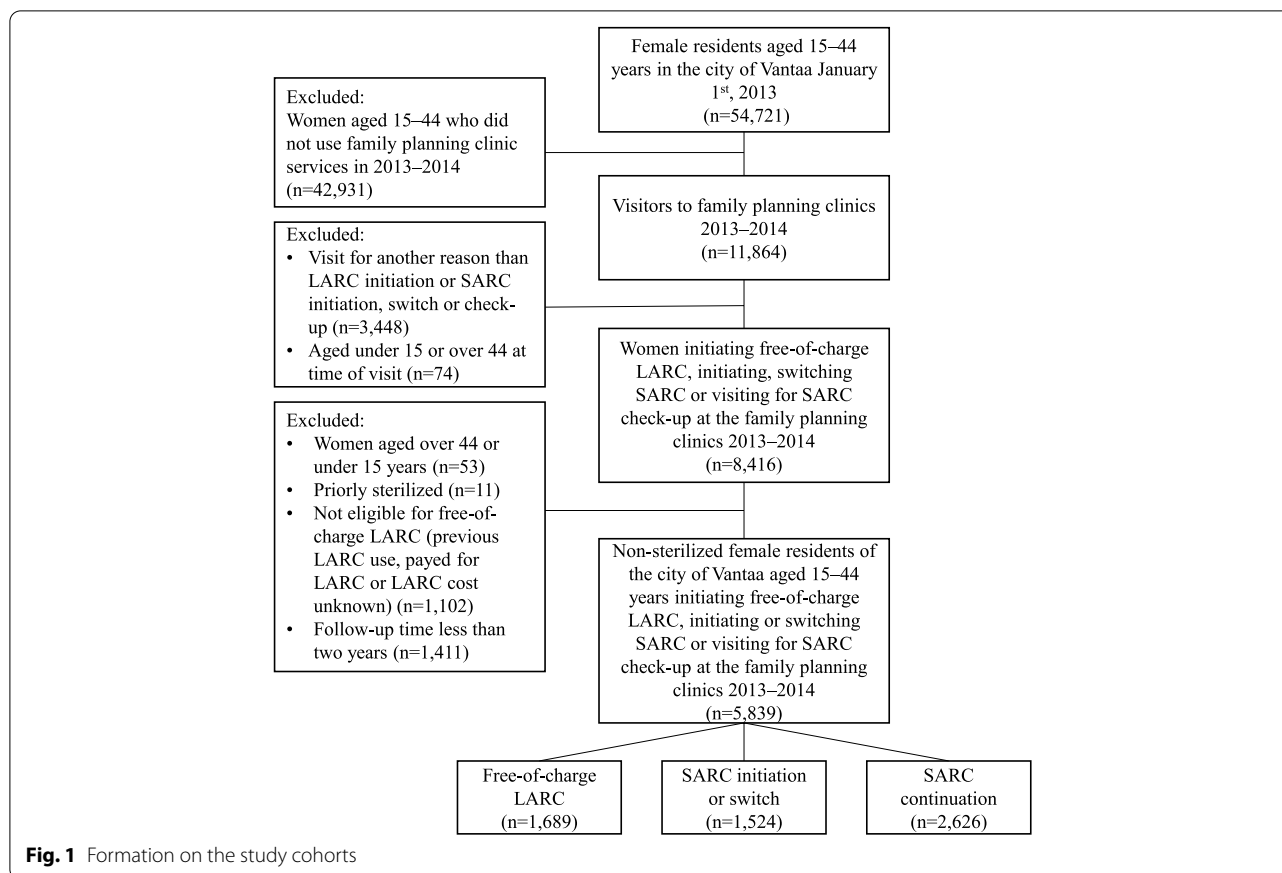 Female residents aged 15–44
years in the city of Vantaa January
1st, 2013
(n=54,721)
Excluded:
Women aged 15–44 who did
not use family planning clinic
services in 2013–2014
(n=42,931)
Visitors to family planning clinics
2013–2014
(n=11,864)
Excluded:
• Visit for another reason than
LARC initiation or SARC
initiation, switch or check-
up (n=3,448)
• Aged under 15 or over 44 at
time of visit (n=74)
Women initiating free-of-charge
LARC, initiating, switching
SARC or visiting for SARC
check-up at the family planning
clinics 2013–2014
(n=8,416)
Excluded:
• Women aged over 44 or
under 15 years (n=53)
• Priorly sterilized (n=11)
• Not eligible for free-of-
charge LARC (previous
LARC use, payed for
LARC or LARC cost
unknown) (n=1,102)
• Follow-up time less than
two years (n=1,411)
Non-sterilized female residents of
the city of Vantaa aged 15–44
years initiating free-of-charge
LARC, initiating or switching
SARC or visiting for SARC
check-up at the family planning
clinics 2013–2014
(n=5,839)
Free-of-charge
LARC
(n=1,689)
SARC initiation
or switch
(n=1,524)
SARC
continuation
(n=2,626)
Fig. 1 Formation on the study cohorts